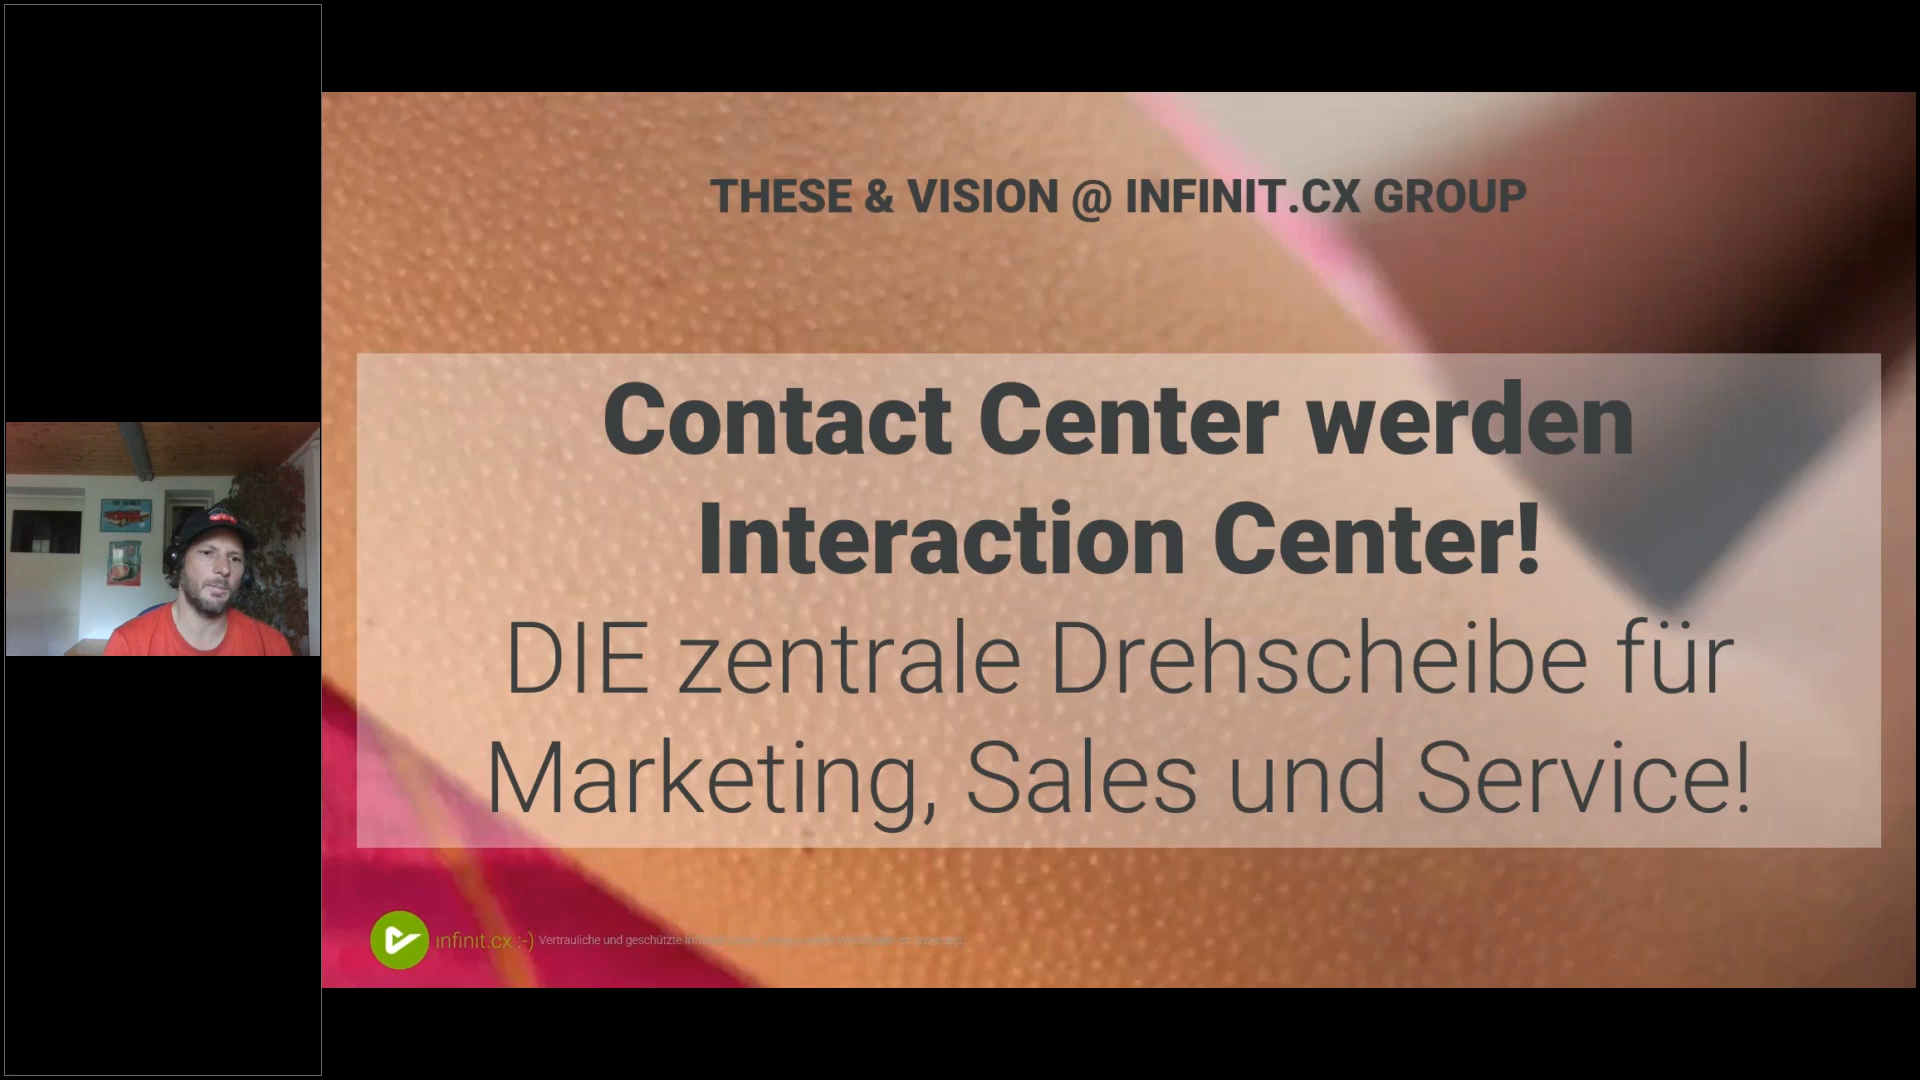 THESE & VISION @ INFINIT.CX GROUP
Contact Center werden
Interaction Center!
DIE zentrale Drehscheibe für
Marketing, Sales und Service!
infinit.cx :-) Vertrauliche und geschützte